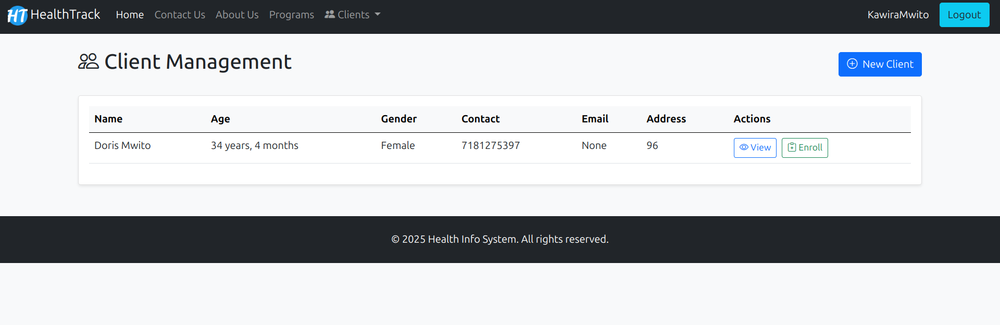 HT HealthTrack Home Contact Us About Us Programs Clients KawiraMwito Logout
Client Management New Client
Name Age Gender Contact Email Address Actions
Doris Mwito 34 years, 4 months Female 7181275397 None 96 View Enroll
© 2025 Health Info System. All rights reserved.